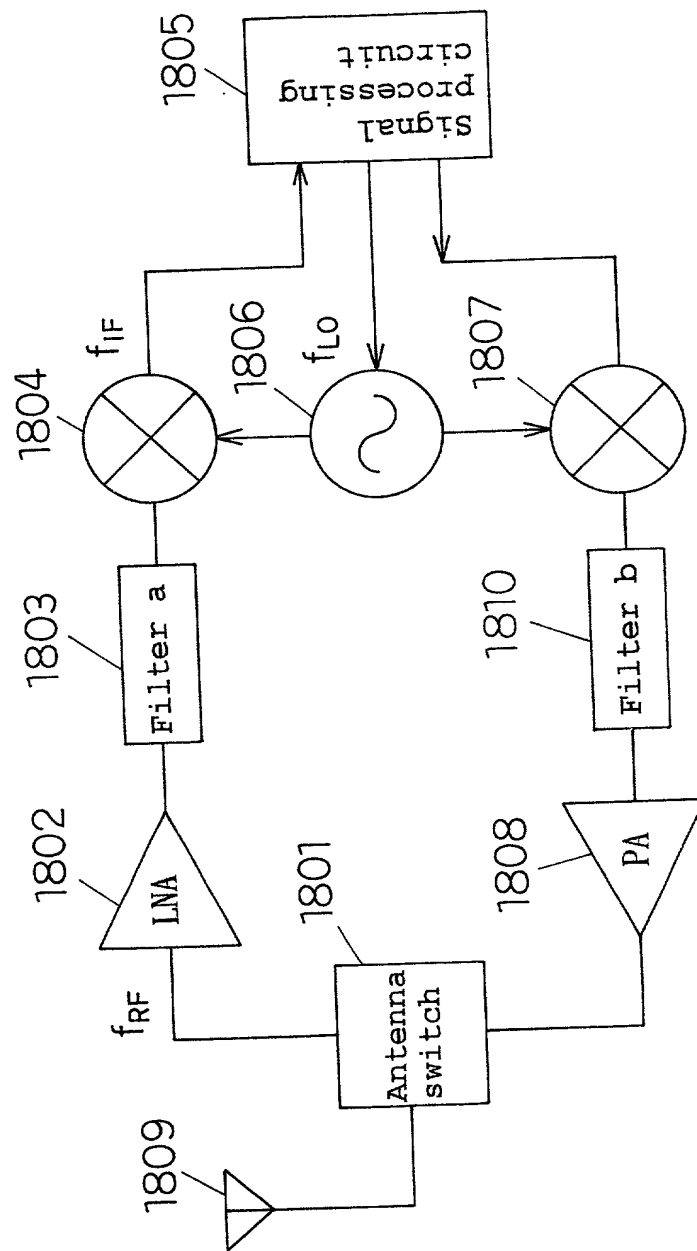 1809
1801
Antenna
switch
fRF
1802
LNA
1803
Filter a
1804
fIF
1805
Signal
processing
circuit
1806
fLO
1807
1810
Filter b
1808
PA